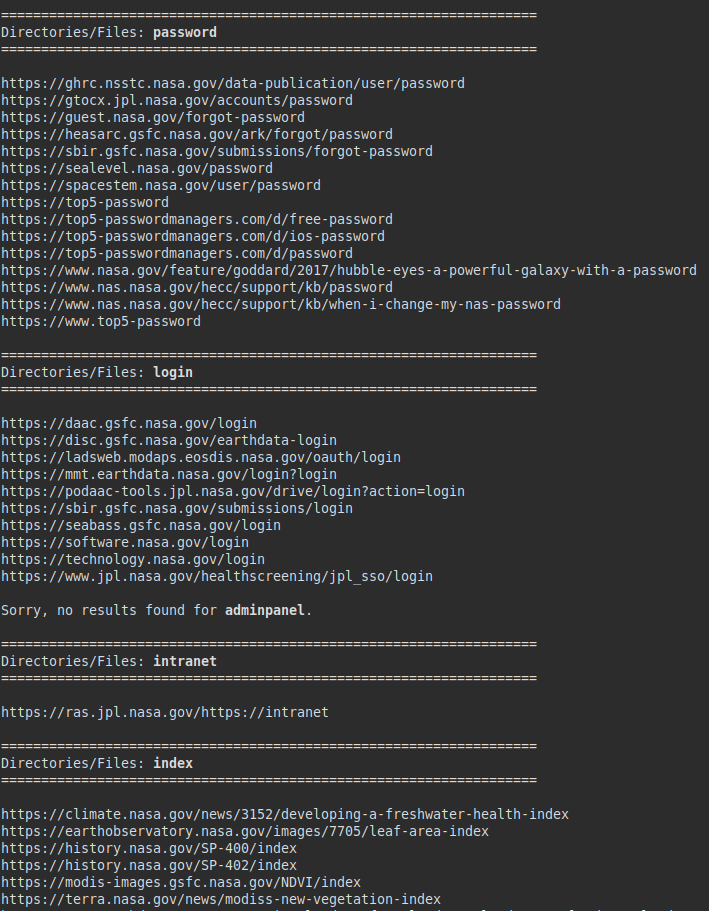 ===================================================================
Directories/Files: password
===================================================================
https://ghrc.nsstc.nasa.gov/data-publication/user/password
https://gtocx.jpl.nasa.gov/accounts/password
https://guest.nasa.gov/forgot-password
https://heasarc.gsfc.nasa.gov/ark/forgot/password
https://sbir.gsfc.nasa.gov/submissions/forgot-password
https://sealevel.nasa.gov/password
https://spacestem.nasa.gov/user/password
https://top5-password
https://top5-passwordmanagers.com/d/free-password
https://top5-passwordmanagers.com/d/ios-password
https://top5-passwordmanagers.com/d/password
https://www.nasa.gov/feature/goddard/2017/hubble-eyes-a-powerful-galaxy-with-a-password
https://www.nas.nasa.gov/hecc/support/kb/password
https://www.nas.nasa.gov/hecc/support/kb/when-i-change-my-nas-password
https://www.top5-password
===================================================================
Directories/Files: login
===================================================================
https://daac.gsfc.nasa.gov/login
https://disc.gsfc.nasa.gov/earthdata-login
https://ladsweb.modaps.eosdis.nasa.gov/oauth/login
https://mmt.earthdata.nasa.gov/login?login
https://podaac-tools.jpl.nasa.gov/drive/login?action=login
https://sbir.gsfc.nasa.gov/submissions/login
https://seabass.gsfc.nasa.gov/login
https://software.nasa.gov/login
https://technology.nasa.gov/login
https://www.jpl.nasa.gov/healthscreening/jpl_sso/login
Sorry, no results found for adminpanel.
===================================================================
Directories/Files: intranet
===================================================================
https://ras.jpl.nasa.gov/https://intranet
===================================================================
Directories/Files: index
===================================================================
https://climate.nasa.gov/news/3152/developing-a-freshwater-health-index
https://earthobservatory.nasa.gov/images/7705/leaf-area-index
https://history.nasa.gov/SP-400/index
https://history.nasa.gov/SP-402/index
https://modis-images.gsfc.nasa.gov/NDVI/index
https://terra.nasa.gov/news/modiss-new-vegetation-index